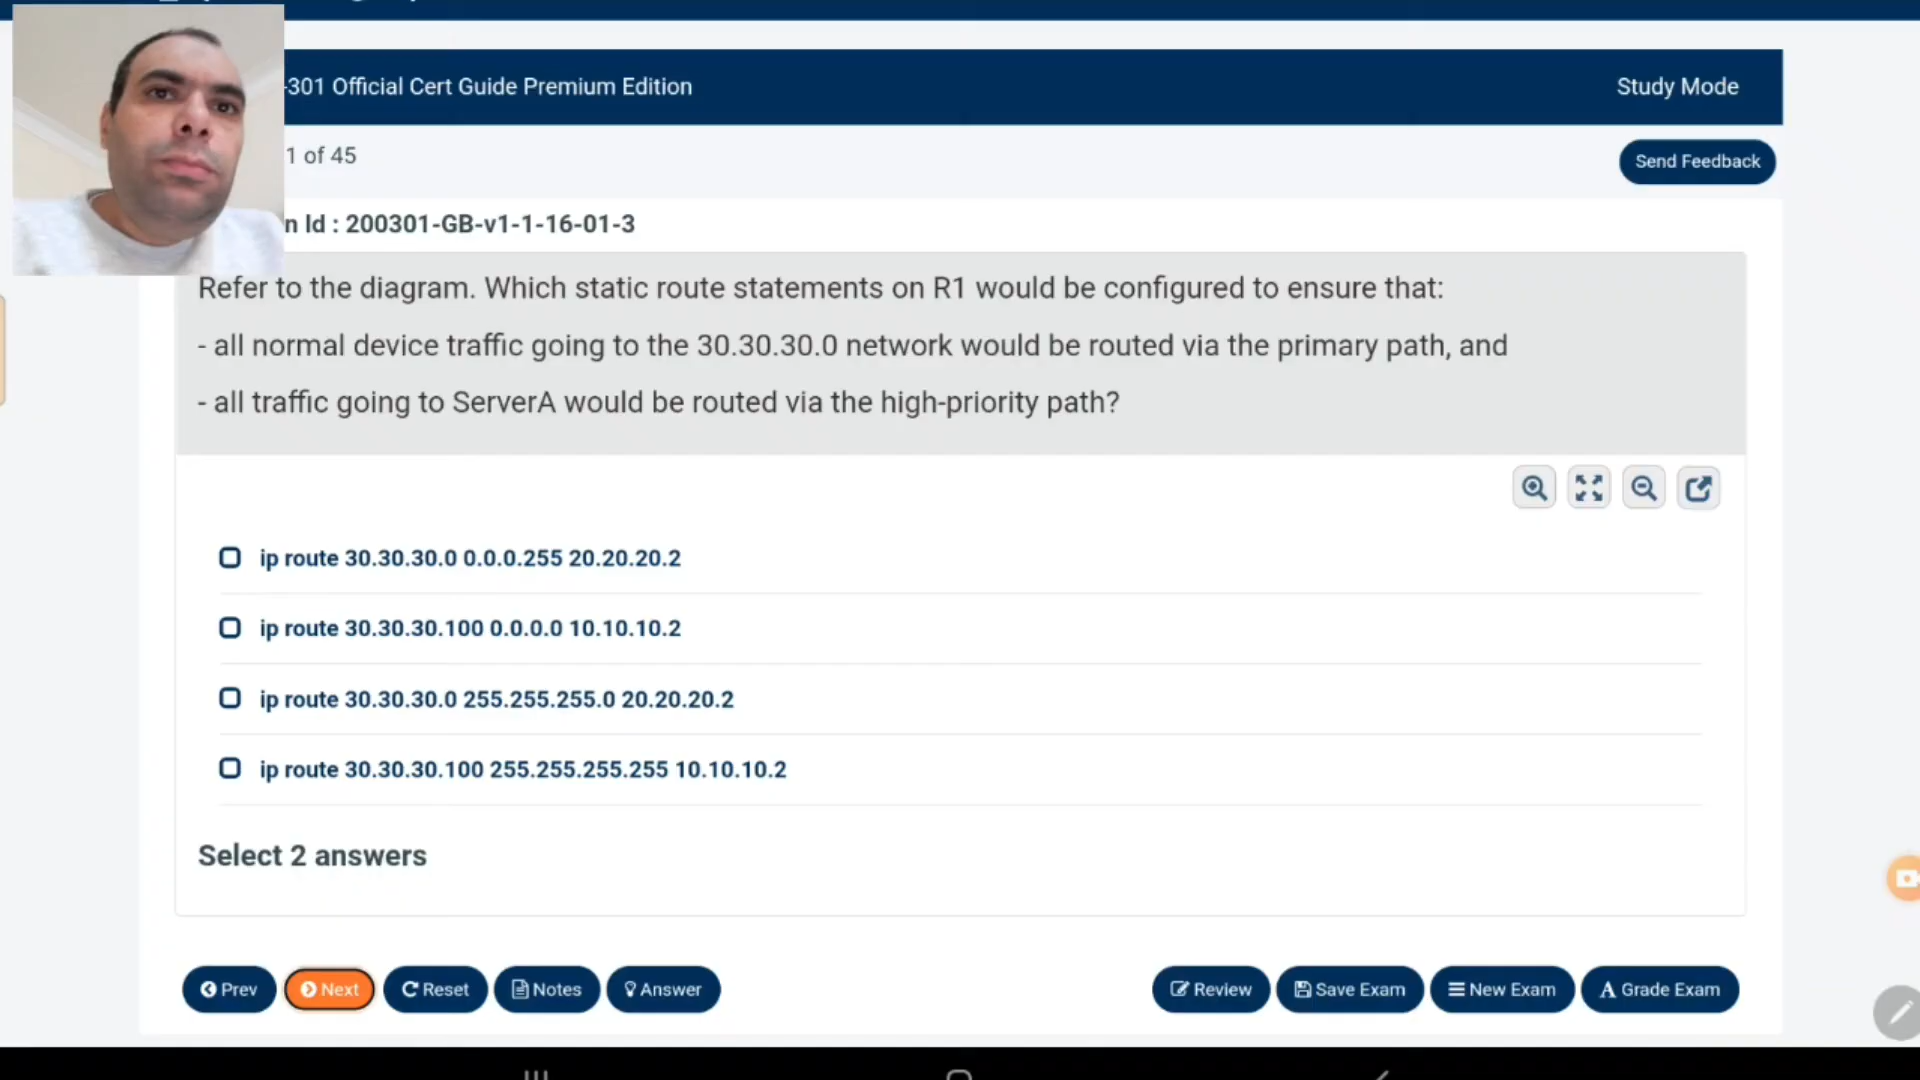 -301 Official Cert Guide Premium Edition
Study Mode
1 of 45
Send Feedback
n Id : 200301-GB-v1-1-16-01-3
Refer to the diagram. Which static route statements on R1 would be configured to ensure that:
- all normal device traffic going to the 30.30.30.0 network would be routed via the primary path, and
- all traffic going to ServerA would be routed via the high-priority path?
ip route 30.30.30.0 0.0.0.255 20.20.20.2
ip route 30.30.30.100 0.0.0.0 10.10.10.2
ip route 30.30.30.0 255.255.255.0 20.20.20.2
ip route 30.30.30.100 255.255.255.255 10.10.10.2
Select 2 answers
Prev
Next
Reset
Notes
Answer
Review
Save Exam
New Exam
A Grade Exam